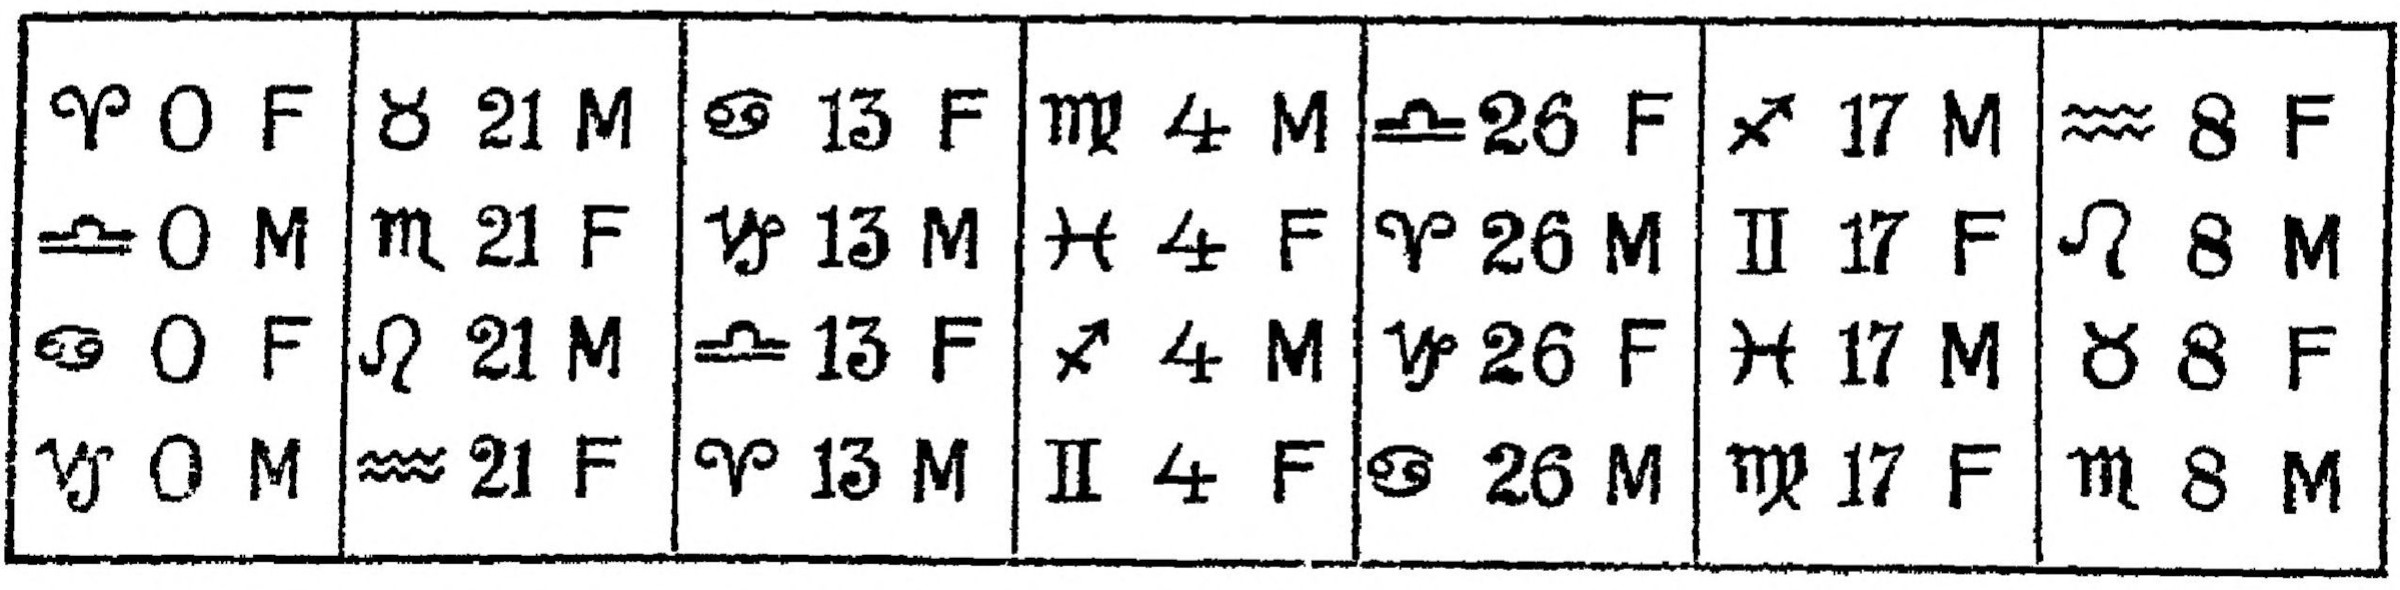 ♈ 0 F ♉ 21 M ♋ 13 F ♍ 4 M ♎ 26 F ♐ 17 M ♒ 8 F
♎ 0 M ♏ 21 F ♑ 13 M ♓ 4 F ♈ 26 M ♊ 17 F ♌ 8 M
♋ 0 F ♌ 21 M ♎ 13 F ♐ 4 M ♑ 26 F ♓ 17 M ♉ 8 F
♑ 0 M ♒ 21 F ♈ 13 M ♊ 4 F ♋ 26 M ♍ 17 F ♏ 8 M